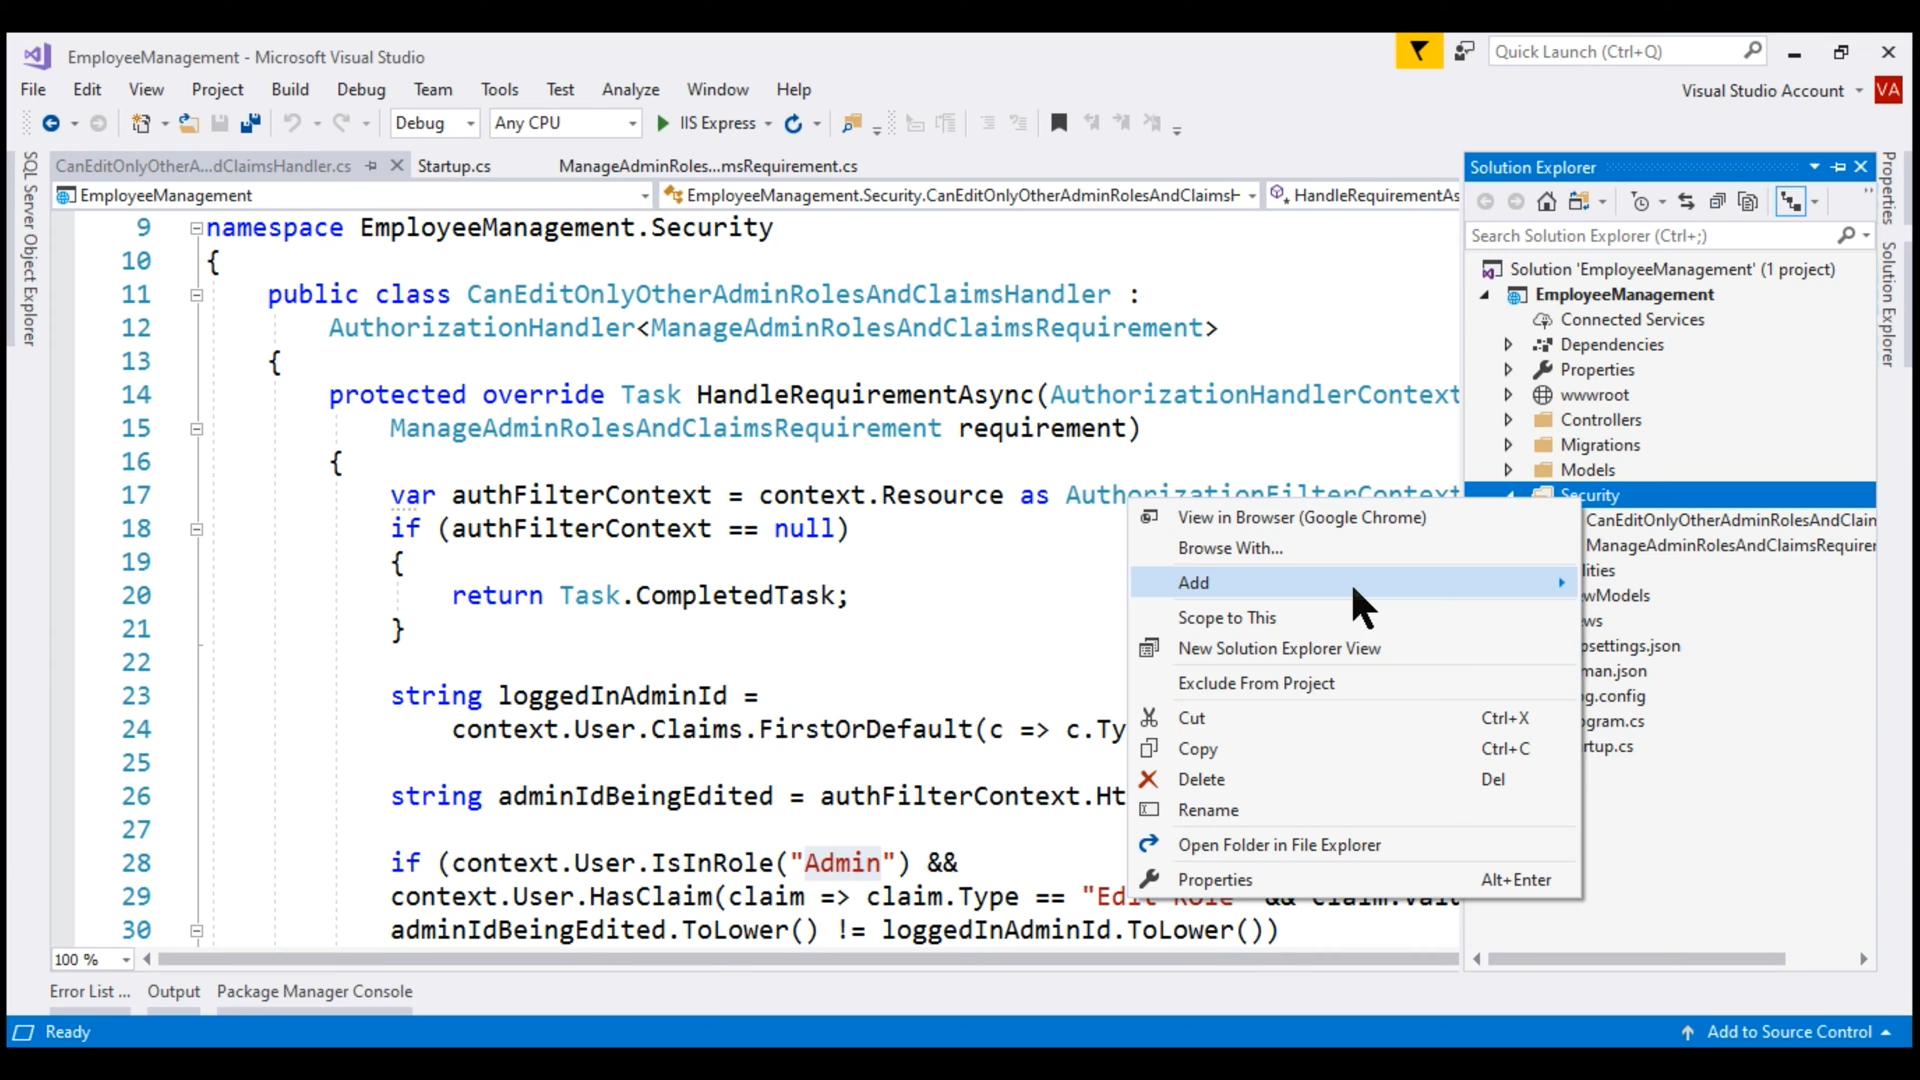 EmployeeManagement - Microsoft Visual Studio
Quick Launch (Ctrl+Q)
File Edit View Project Build Debug Team Tools Test Analyze Window Help
Visual Studio Account VA
Debug Any CPU IIS Express
CanEditOnlyOtherA...dClaimsHandler.cs Startup.cs ManageAdminRoles...msRequirement.cs
EmployeeManagement EmployeeManagement.Security.CanEditOnlyOtherAdminRolesAndClaimsH HandleRequirementAs
SQL Server Object Explorer
9 namespace EmployeeManagement.Security
10 {
11 public class CanEditOnlyOtherAdminRolesAndClaimsHandler :
12 AuthorizationHandler<ManageAdminRolesAndClaimsRequirement>
13 {
14 protected override Task HandleRequirementAsync(AuthorizationHandlerContext
15 ManageAdminRolesAndClaimsRequirement requirement)
16 {
17 var authFilterContext = context.Resource as AuthorizationFilterContext
18 if (authFilterContext == null)
19 {
20 return Task.CompletedTask;
21 }
22
23 string loggedInAdminId =
24 context.User.Claims.FirstOrDefault(c => c.Ty
25
26 string adminIdBeingEdited = authFilterContext.Ht
27
28 if (context.User.IsInRole("Admin") &&
29 context.User.HasClaim(claim => claim.Type == "Edit Role" && claim.Valu
30 adminIdBeingEdited.ToLower() != loggedInAdminId.ToLower())
100 %
Solution Explorer
Search Solution Explorer (Ctrl+;)
Solution 'EmployeeManagement' (1 project)
EmployeeManagement
Connected Services
Dependencies
Properties
wwwroot
Controllers
Migrations
Models
Security
CanEditOnlyOtherAdminRolesAndClain
ManageAdminRolesAndClaimsRequirer
lities
wModels
ws
psettings.json
man.json
g.config
gram.cs
rtup.cs
View in Browser (Google Chrome)
Browse With...
Add
Scope to This
New Solution Explorer View
Exclude From Project
Cut Ctrl+X
Copy Ctrl+C
Delete Del
Rename
Open Folder in File Explorer
Properties Alt+Enter
Properties
Solution Explorer
Error List ... Output Package Manager Console
Ready
Add to Source Control